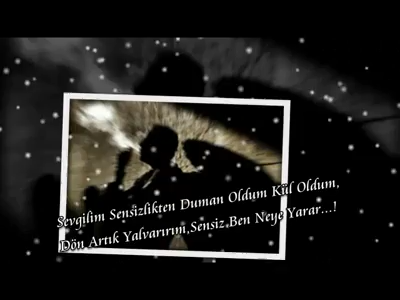 Sevgilim Sensizlikten Duman Oldum Kül Oldum,
Dön Artık Yalvarırım,Sensiz Ben Neye Yarar...!